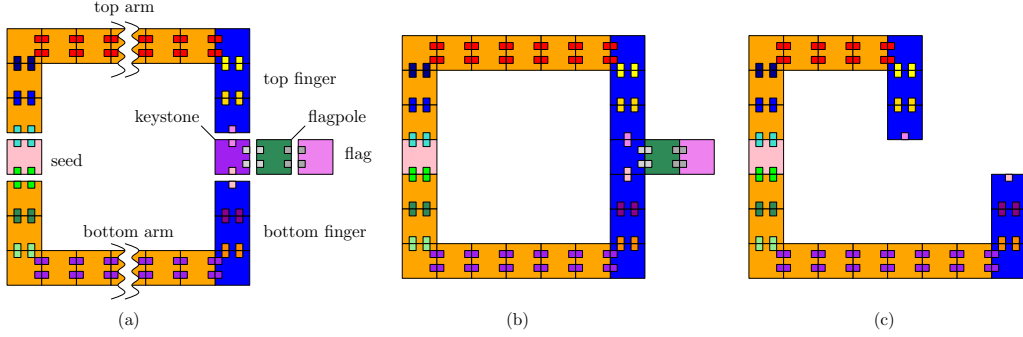 top arm
top finger
keystone
flagpole
seed
flag
bottom arm
bottom finger
(a)
(b)
(c)